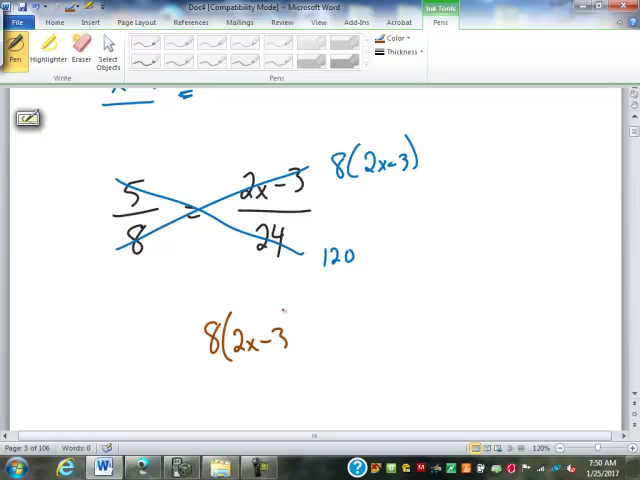 Doc4 [Compatibility Mode] - Microsoft Word
Ink Tools
File Home Insert Page Layout References Mailings Review View Add-Ins Acrobat Pens
Pen Highlighter Eraser Select Objects
Color
Thickness
Write Pens
x =
5/8 = 2x-3/24
8(2x-3)
120
8(2x-3
Page: 3 of 106 Words: 0 120%
7:50 AM
1/25/2017